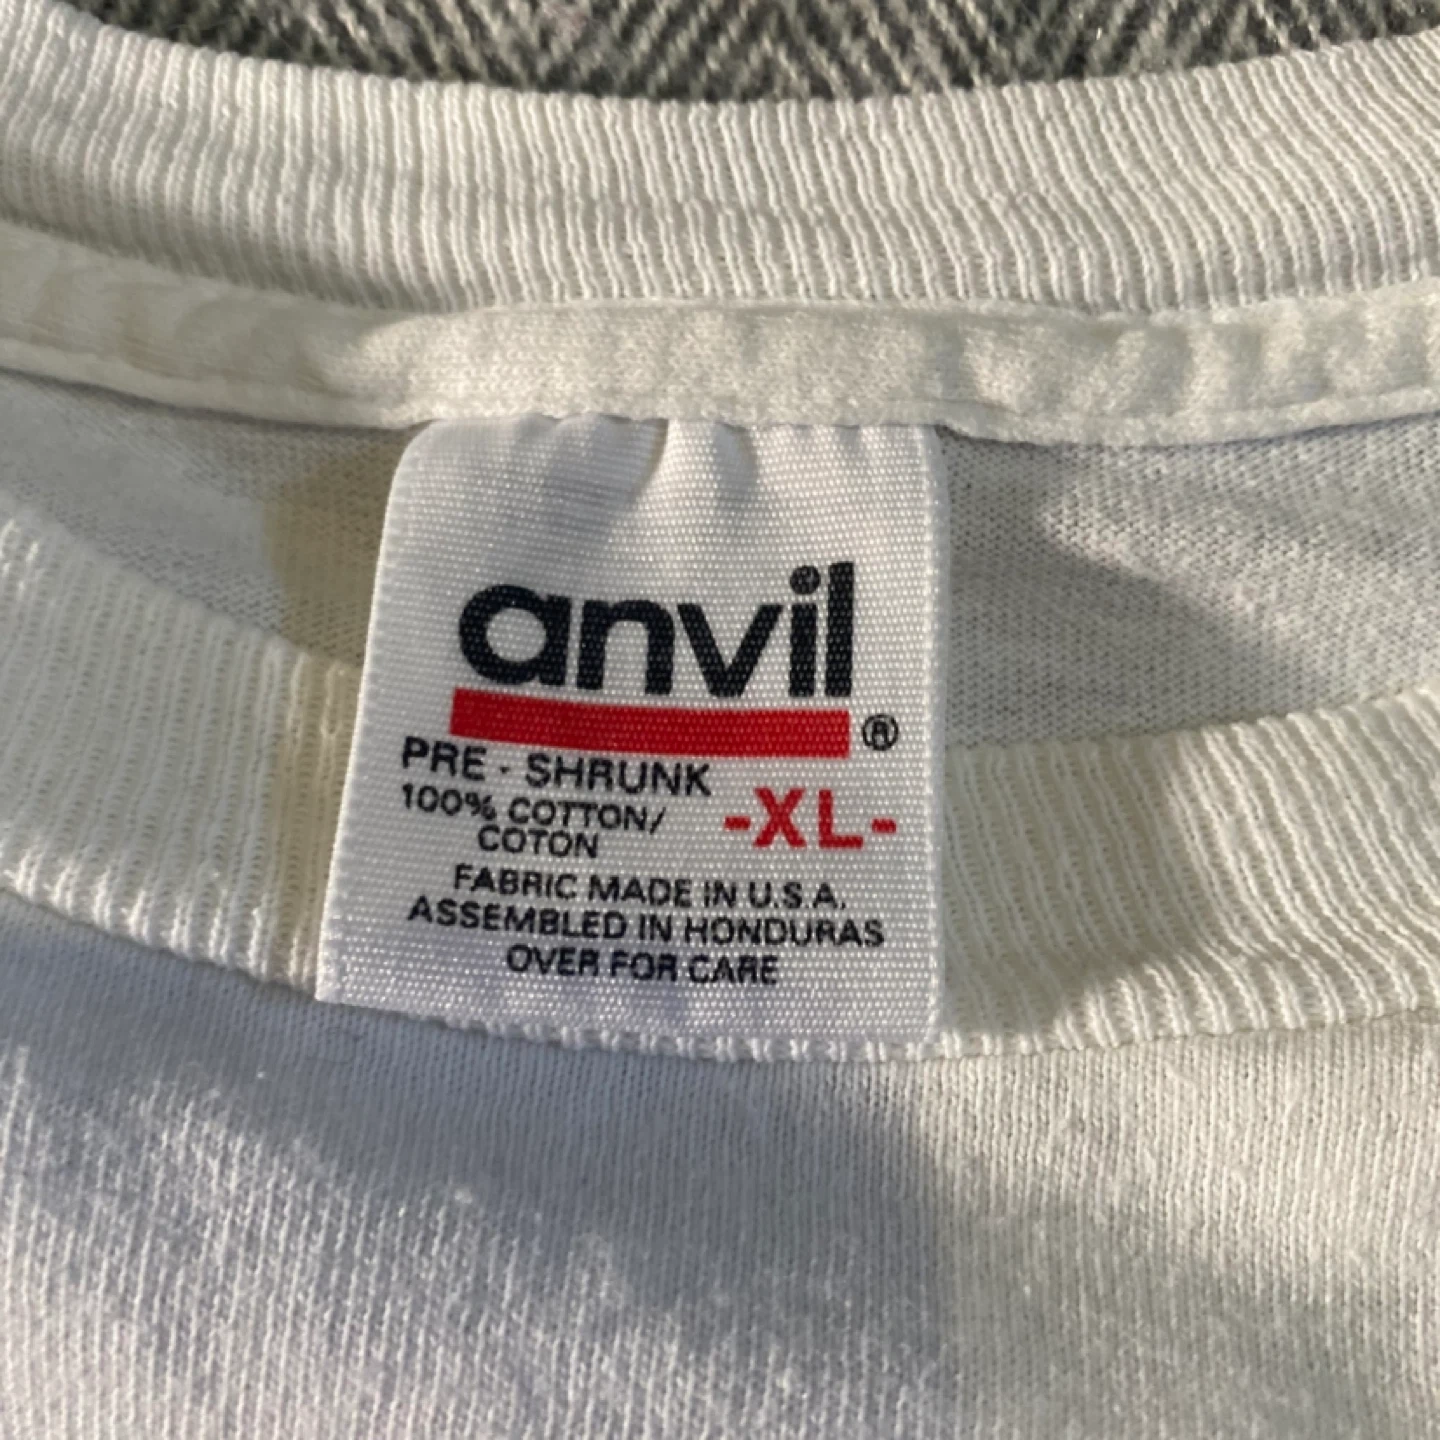 anvil®
PRE - SHRUNK
100% COTTON/
COTON
-XL-
FABRIC MADE IN U.S.A.
ASSEMBLED IN HONDURAS
OVER FOR CARE